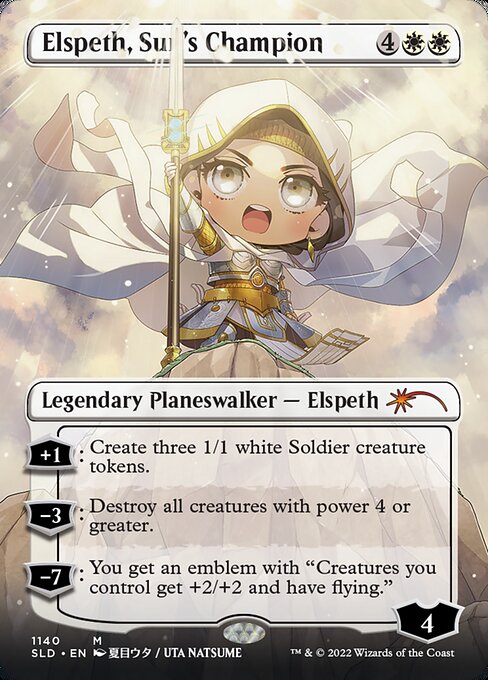 Elspeth, Sun's Champion 4
Legendary Planeswalker — Elspeth
+1: Create three 1/1 white Soldier creature
tokens.
−3: Destroy all creatures with power 4 or
greater.
−7: You get an emblem with “Creatures you
control get +2/+2 and have flying.”
4
1140 M
SLD • EN 夏目ウタ / UTA NATSUME
™ & © 2022 Wizards of the Coast